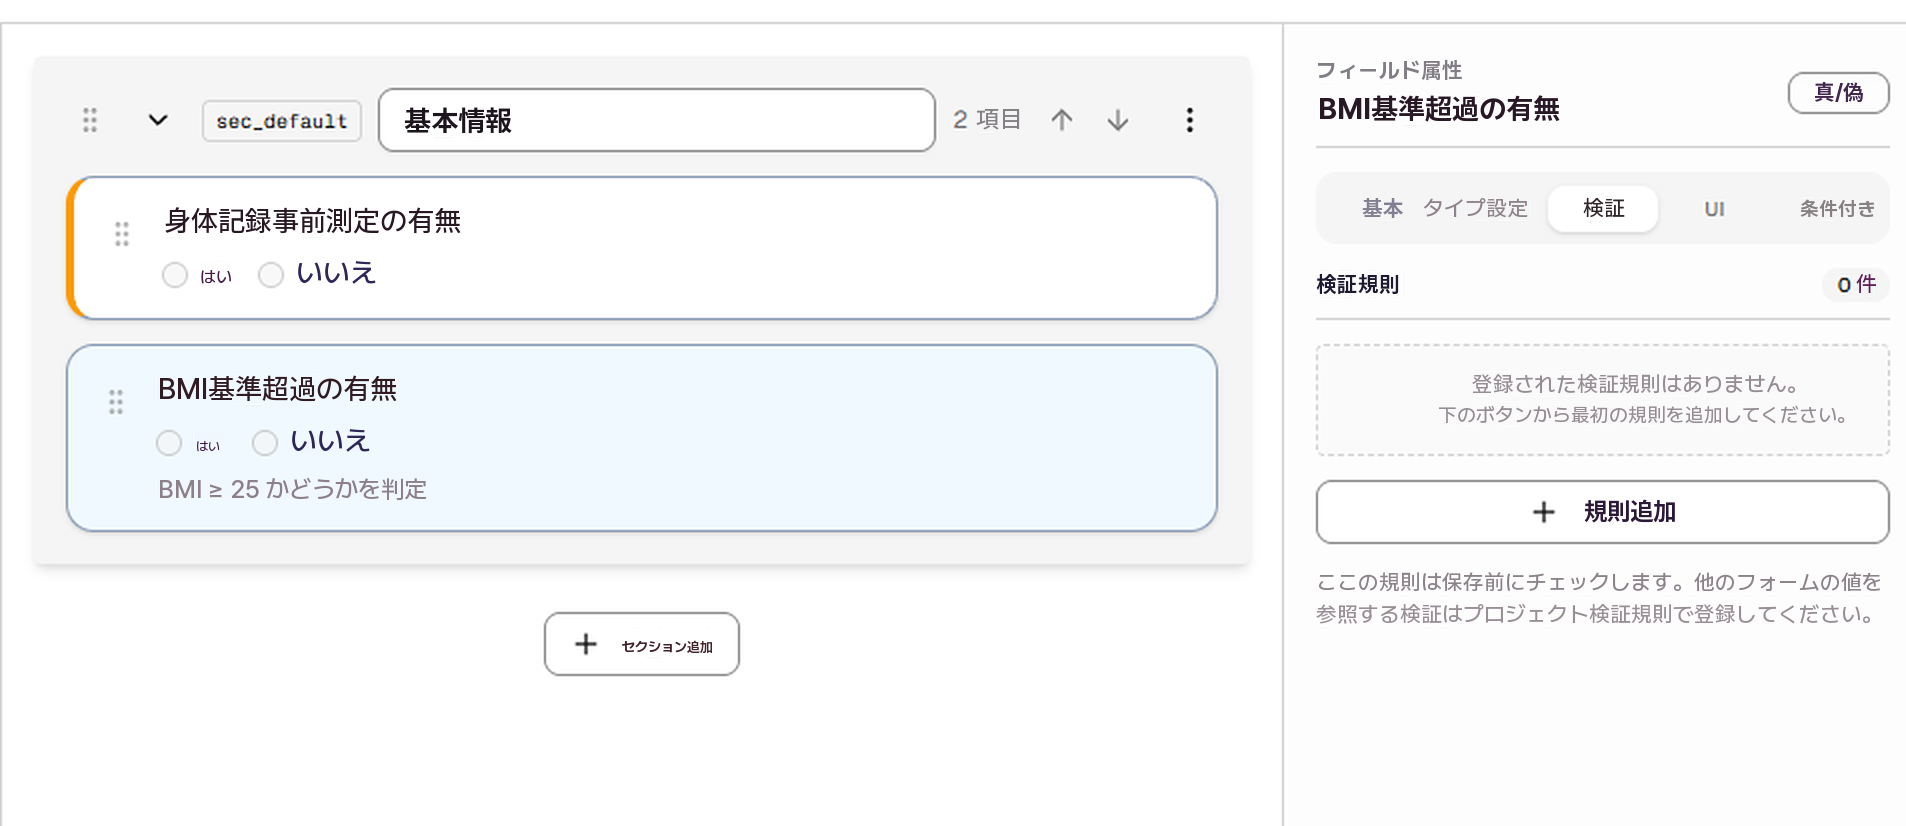 sec_default
基本情報
2 項目
身体記録事前測定の有無
はい
いいえ
BMI基準超過の有無
はい
いいえ
BMI ≥ 25 かどうかを判定
セクション追加
フィールド属性
BMI基準超過の有無
真/偽
基本 タイプ設定 検証 UI 条件付き
検証規則
0 件
登録された検証規則はありません。
下のボタンから最初の規則を追加してください。
規則追加
ここの規則は保存前にチェックします。他のフォームの値を
参照する検証はプロジェクト検証規則で登録してください。